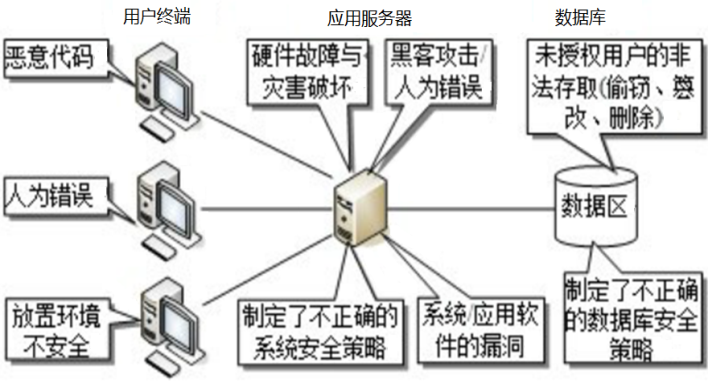 用户终端
应用服务器
数据库
恶意代码
硬件故障与
灾害破坏
黑客攻击/
人为错误
未授权用户的非
法存取(偷窃、篡
改、删除)
人为错误
数据区
放置环境
不安全
制定了不正确的
系统安全策略
系统/应用软
件的漏洞
制定了不正确
的数据库安全
策略